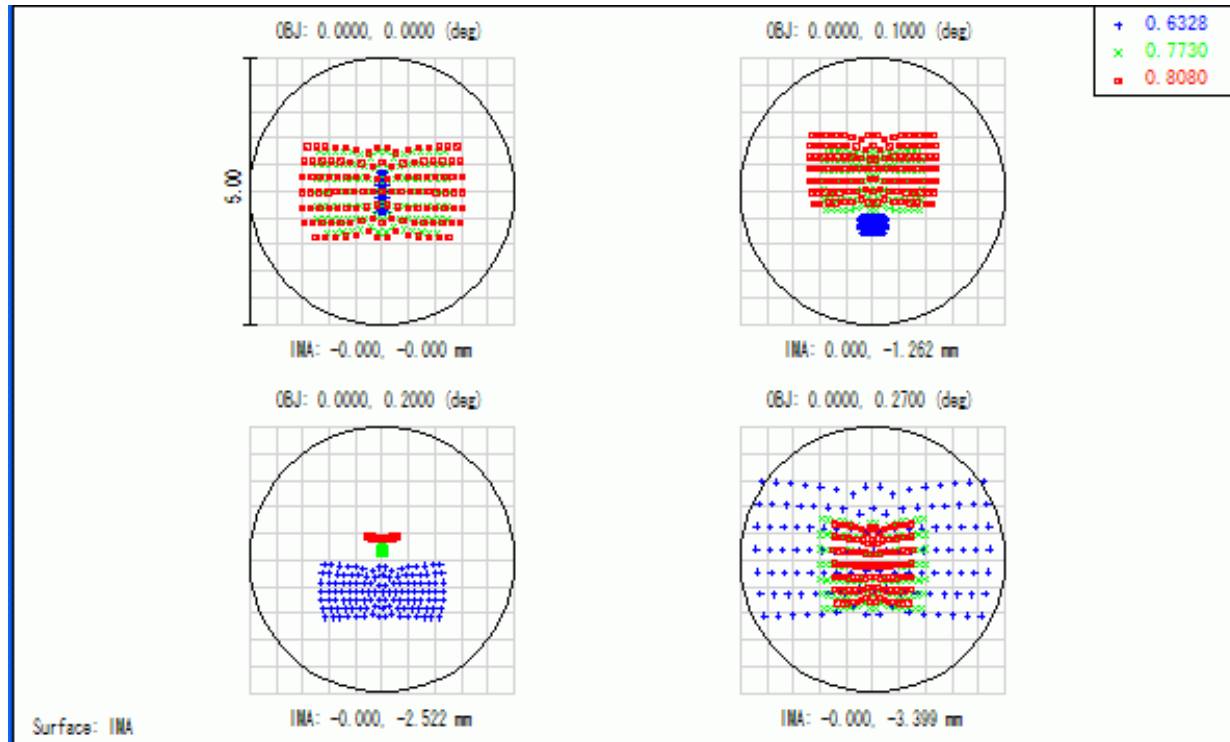 OBJ: 0.0000, 0.0000 (deg)
OBJ: 0.0000, 0.1000 (deg)
+ 0.6328
× 0.7730
0.8080
5.00
IMA: -0.000, -0.000 mm
IMA: 0.000, -1.262 mm
OBJ: 0.0000, 0.2000 (deg)
OBJ: 0.0000, 0.2700 (deg)
IMA: -0.000, -2.522 mm
IMA: -0.000, -3.399 mm
Surface: IMA